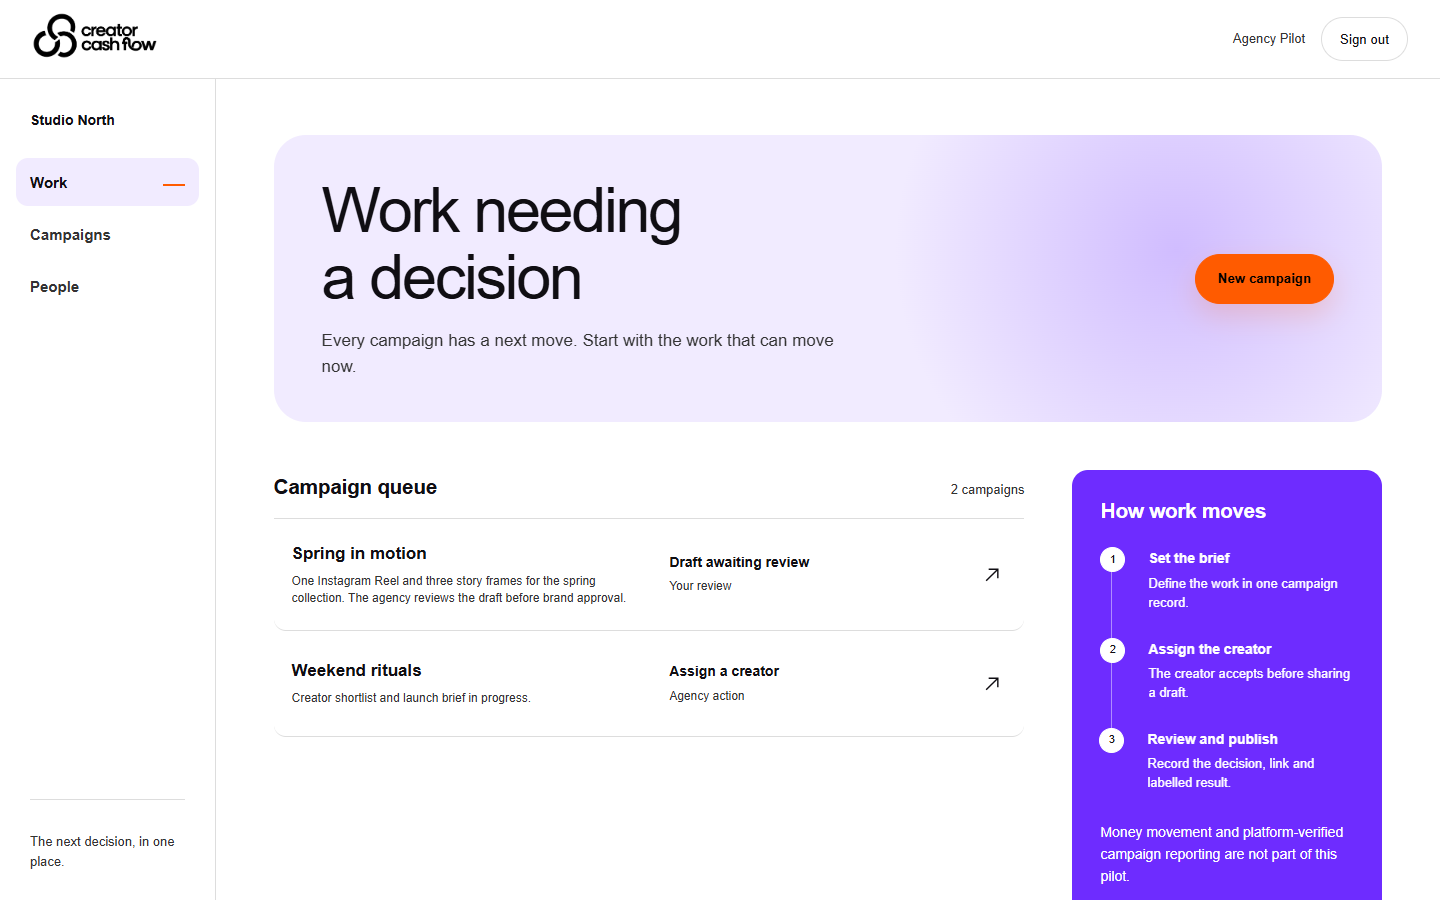 creator
cash flow
Agency Pilot
Sign out
Studio North
Work
Campaigns
People
The next decision, in one
place.
Work needing
a decision
Every campaign has a next move. Start with the work that can move
now.
New campaign
Campaign queue
2 campaigns
Spring in motion
One Instagram Reel and three story frames for the spring
collection. The agency reviews the draft before brand approval.
Draft awaiting review
Your review
Weekend rituals
Creator shortlist and launch brief in progress.
Assign a creator
Agency action
How work moves
1
Set the brief
Define the work in one campaign
record.
2
Assign the creator
The creator accepts before sharing
a draft.
3
Review and publish
Record the decision, link and
labelled result.
Money movement and platform-verified
campaign reporting are not part of this
pilot.